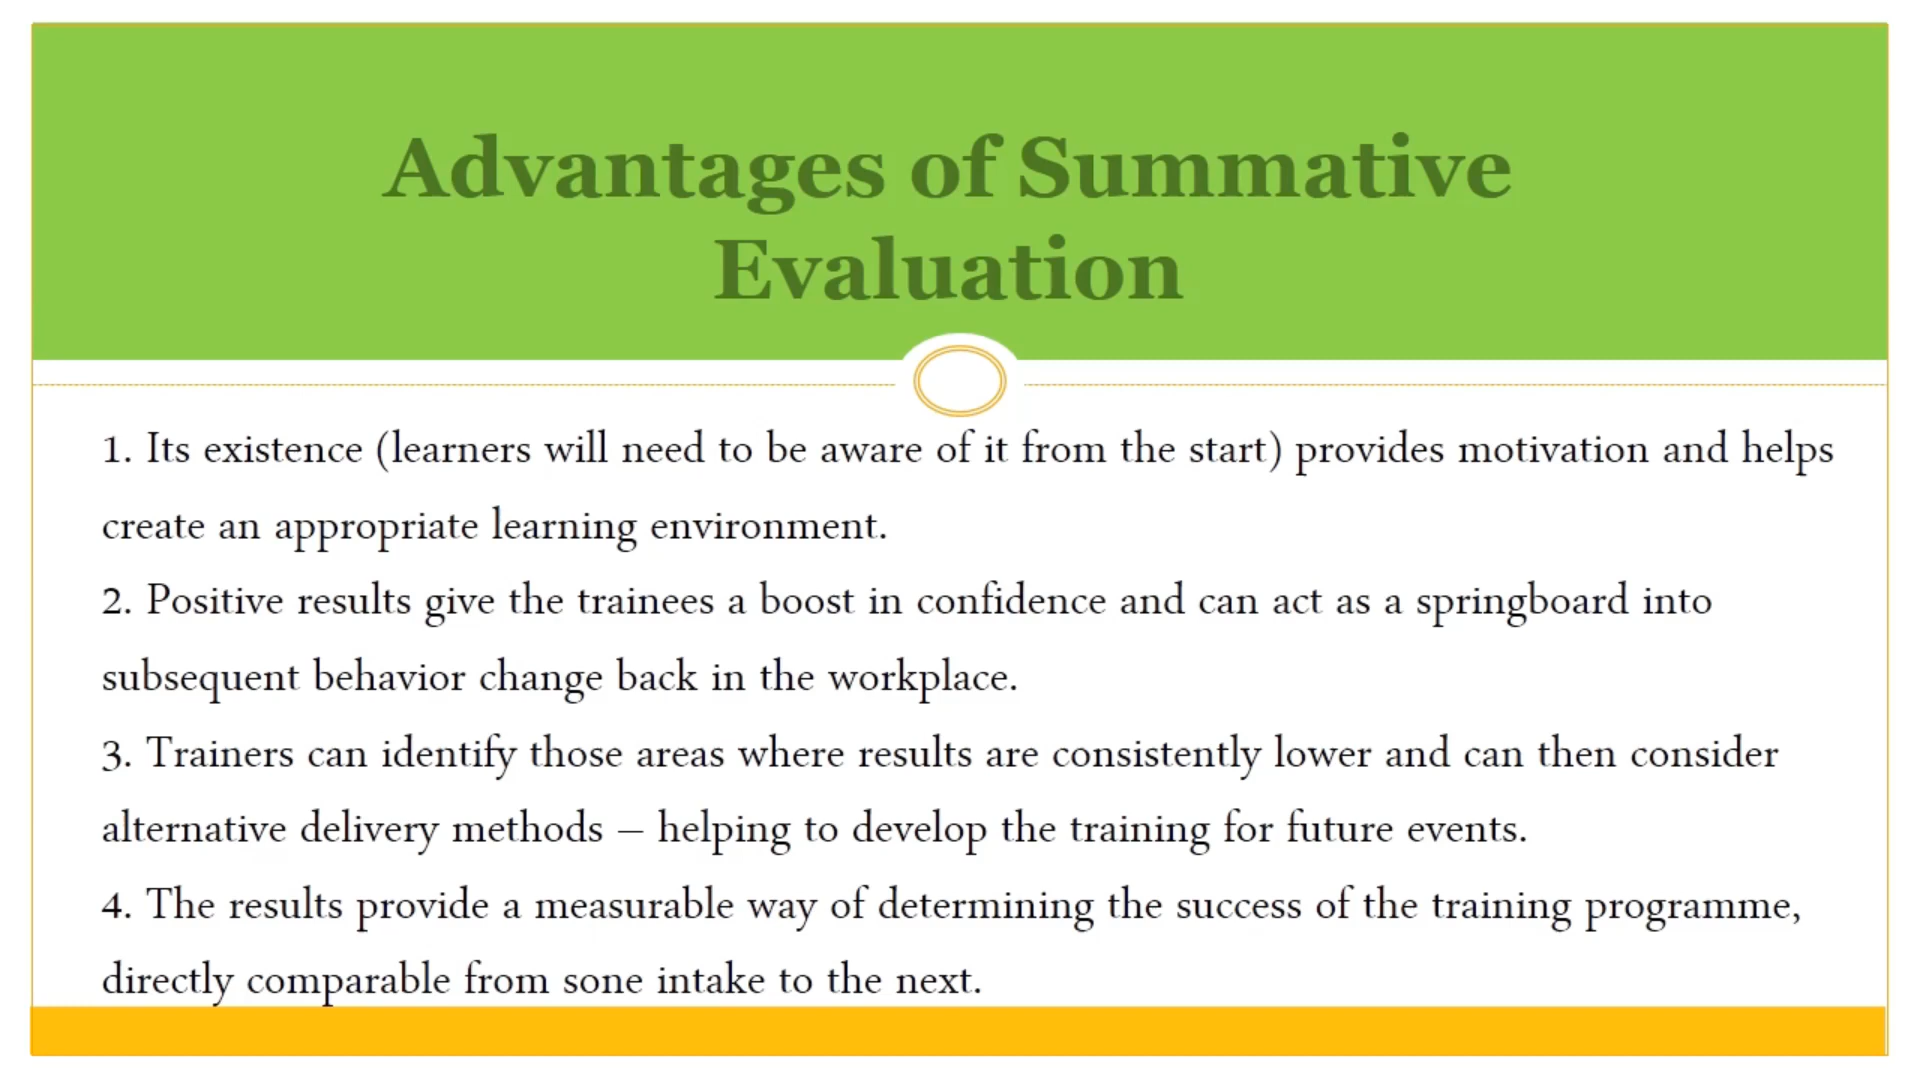 Advantages of Summative
Evaluation
1. Its existence (learners will need to be aware of it from the start) provides motivation and helps
create an appropriate learning environment.
2. Positive results give the trainees a boost in confidence and can act as a springboard into
subsequent behavior change back in the workplace.
3. Trainers can identify those areas where results are consistently lower and can then consider
alternative delivery methods – helping to develop the training for future events.
4. The results provide a measurable way of determining the success of the training programme,
directly comparable from sone intake to the next.